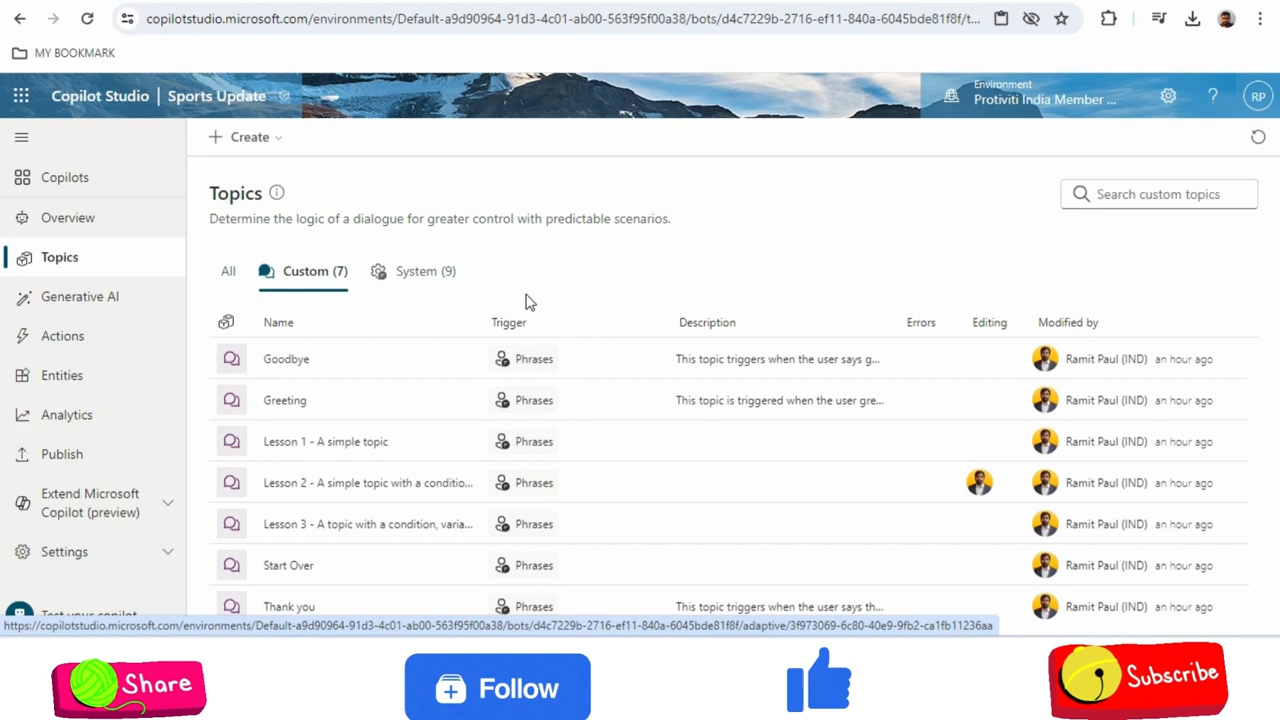 copilotstudio.microsoft.com/environments/Default-a9d90964-91d3-4c01-ab00-563f95f00a38/bots/d4c7229b-2716-ef11-840a-6045bde81f8f/t...
MY BOOKMARK
Copilot Studio | Sports Update
Environment
Protiviti India Member ...
RP
Create
Copilots
Overview
Topics
Generative AI
Actions
Entities
Analytics
Publish
Extend Microsoft
Copilot (preview)
Settings
Test your copilot
Topics
Search custom topics
Determine the logic of a dialogue for greater control with predictable scenarios.
All
Custom (7)
System (9)
Name Trigger Description Errors Editing Modified by
Goodbye Phrases This topic triggers when the user says g... Ramit Paul (IND) an hour ago
Greeting Phrases This topic is triggered when the user gre... Ramit Paul (IND) an hour ago
Lesson 1 - A simple topic Phrases Ramit Paul (IND) an hour ago
Lesson 2 - A simple topic with a conditio... Phrases Ramit Paul (IND) an hour ago
Lesson 3 - A topic with a condition, varia... Phrases Ramit Paul (IND) an hour ago
Start Over Phrases Ramit Paul (IND) an hour ago
Thank you Phrases This topic triggers when the user says th... Ramit Paul (IND) an hour ago
https://copilotstudio.microsoft.com/environments/Default-a9d90964-91d3-4c01-ab00-563f95f00a38/bots/d4c7229b-2716-ef11-840a-6045bde81f8f/adaptive/3f973069-6c80-40e9-9fb2-ca1fb11236aa
Share
Follow
Subscribe